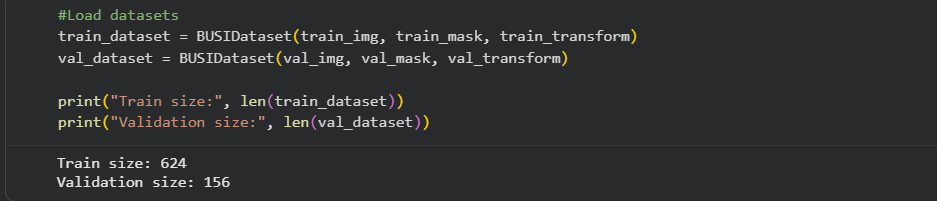 #Load datasets
train_dataset = BUSIDataset(train_img, train_mask, train_transform)
val_dataset = BUSIDataset(val_img, val_mask, val_transform)
print("Train size:", len(train_dataset))
print("Validation size:", len(val_dataset))
Train size: 624
Validation size: 156